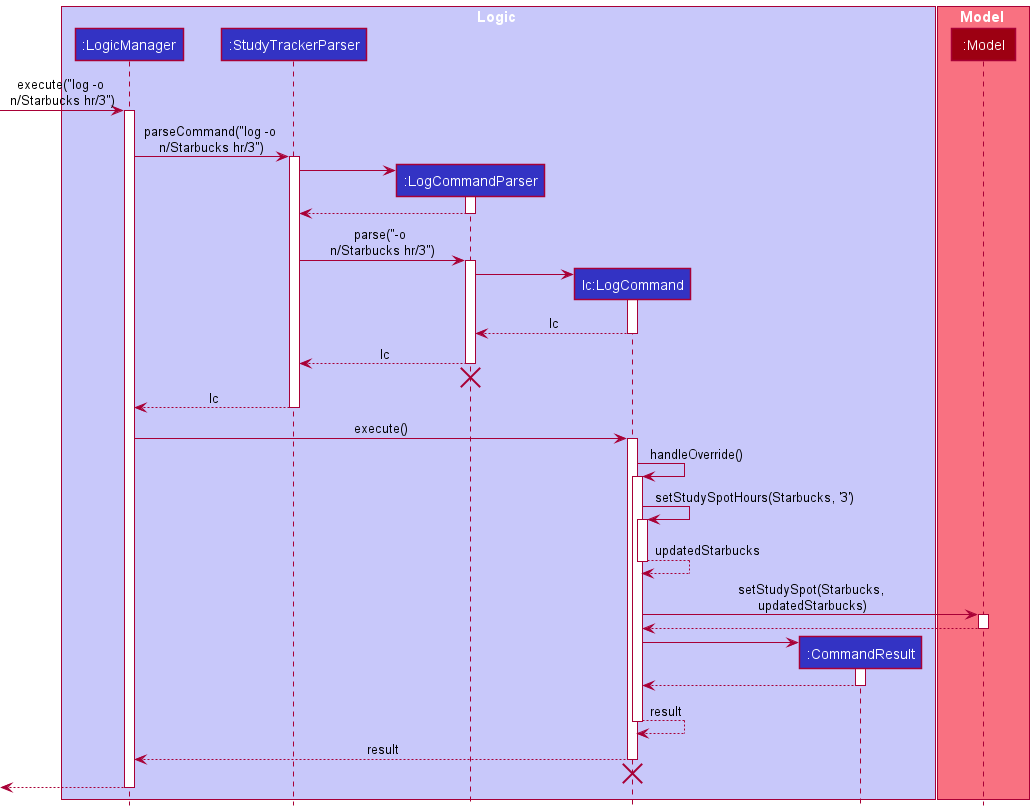 Logic
Model
:LogicManager
:StudyTrackerParser
:Model
execute("log -o
n/Starbucks hr/3")
parseCommand("log -o
n/Starbucks hr/3")
:LogCommandParser
parse("-o
n/Starbucks hr/3")
lc:LogCommand
lc
lc
lc
execute()
handleOverride()
setStudySpotHours(Starbucks, '3')
updatedStarbucks
setStudySpot(Starbucks,
updatedStarbucks)
:CommandResult
result
result